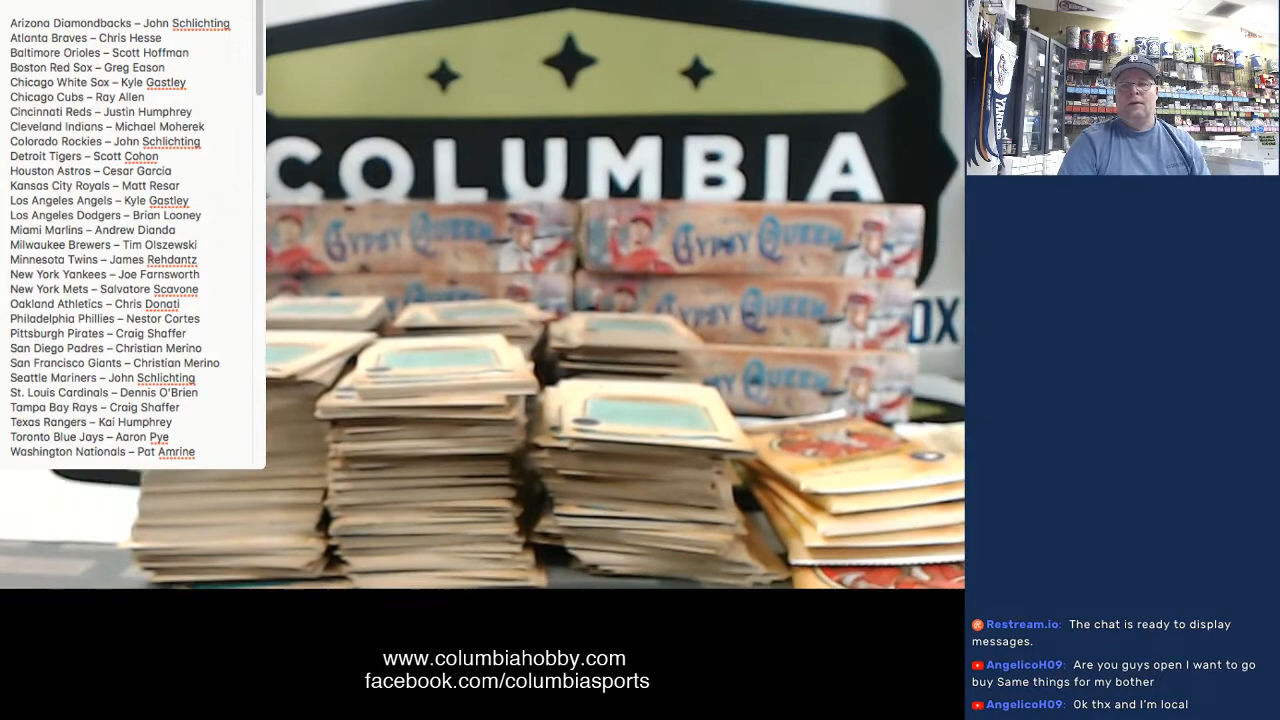 Arizona Diamondbacks – John Schlichting
Atlanta Braves – Chris Hesse
Baltimore Orioles – Scott Hoffman
Boston Red Sox – Greg Eason
Chicago White Sox – Kyle Gastley
Chicago Cubs – Ray Allen
Cincinnati Reds – Justin Humphrey
Cleveland Indians – Michael Moherek
Colorado Rockies – John Schlichting
Detroit Tigers – Scott Cohon
Houston Astros – Cesar Garcia
Kansas City Royals – Matt Resar
Los Angeles Angels – Kyle Gastley
Los Angeles Dodgers – Brian Looney
Miami Marlins – Andrew Dianda
Milwaukee Brewers – Tim Olszewski
Minnesota Twins – James Rehdantz
New York Yankees – Joe Farnsworth
New York Mets – Salvatore Scavone
Oakland Athletics – Chris Donati
Philadelphia Phillies – Nestor Cortes
Pittsburgh Pirates – Craig Shaffer
San Diego Padres – Christian Merino
San Francisco Giants – Christian Merino
Seattle Mariners – John Schlichting
St. Louis Cardinals – Dennis O'Brien
Tampa Bay Rays – Craig Shaffer
Texas Rangers – Kai Humphrey
Toronto Blue Jays – Aaron Pye
Washington Nationals – Pat Amrine
COLUMBIA
Gypsy Queen
Gypsy Queen
Queen
Queen
OX
YANKEES
www.columbiahobby.com
facebook.com/columbiasports
Restream.io: The chat is ready to display
messages.
AngelicoH09: Are you guys open I want to go
buy Same things for my bother
AngelicoH09: Ok thx and I'm local